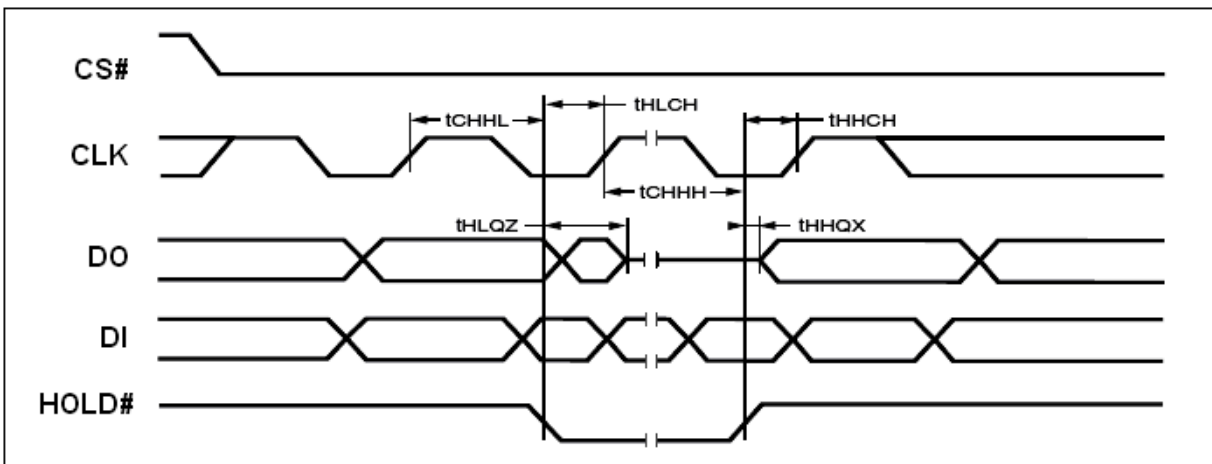 CS#
tCHHL
tHLCH
tHHCH
CLK
tCHHH
tHLQZ
tHHQX
DO
DI
HOLD#